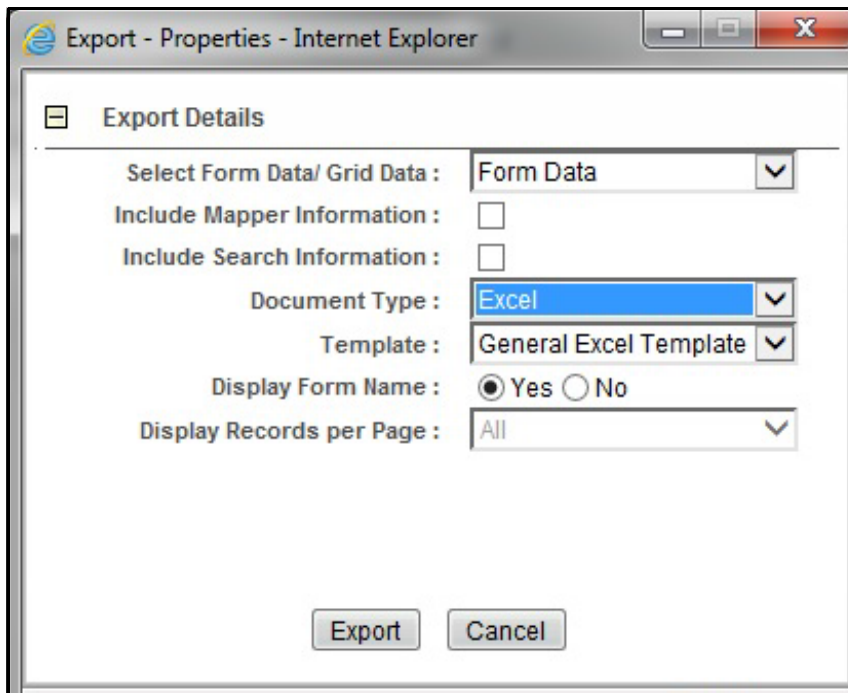 Export - Properties - Internet Explorer
Export Details
Select Form Data/ Grid Data : Form Data
Include Mapper Information :
Include Search Information :
Document Type : Excel
Template : General Excel Template
Display Form Name : Yes No
Display Records per Page : All
Export Cancel